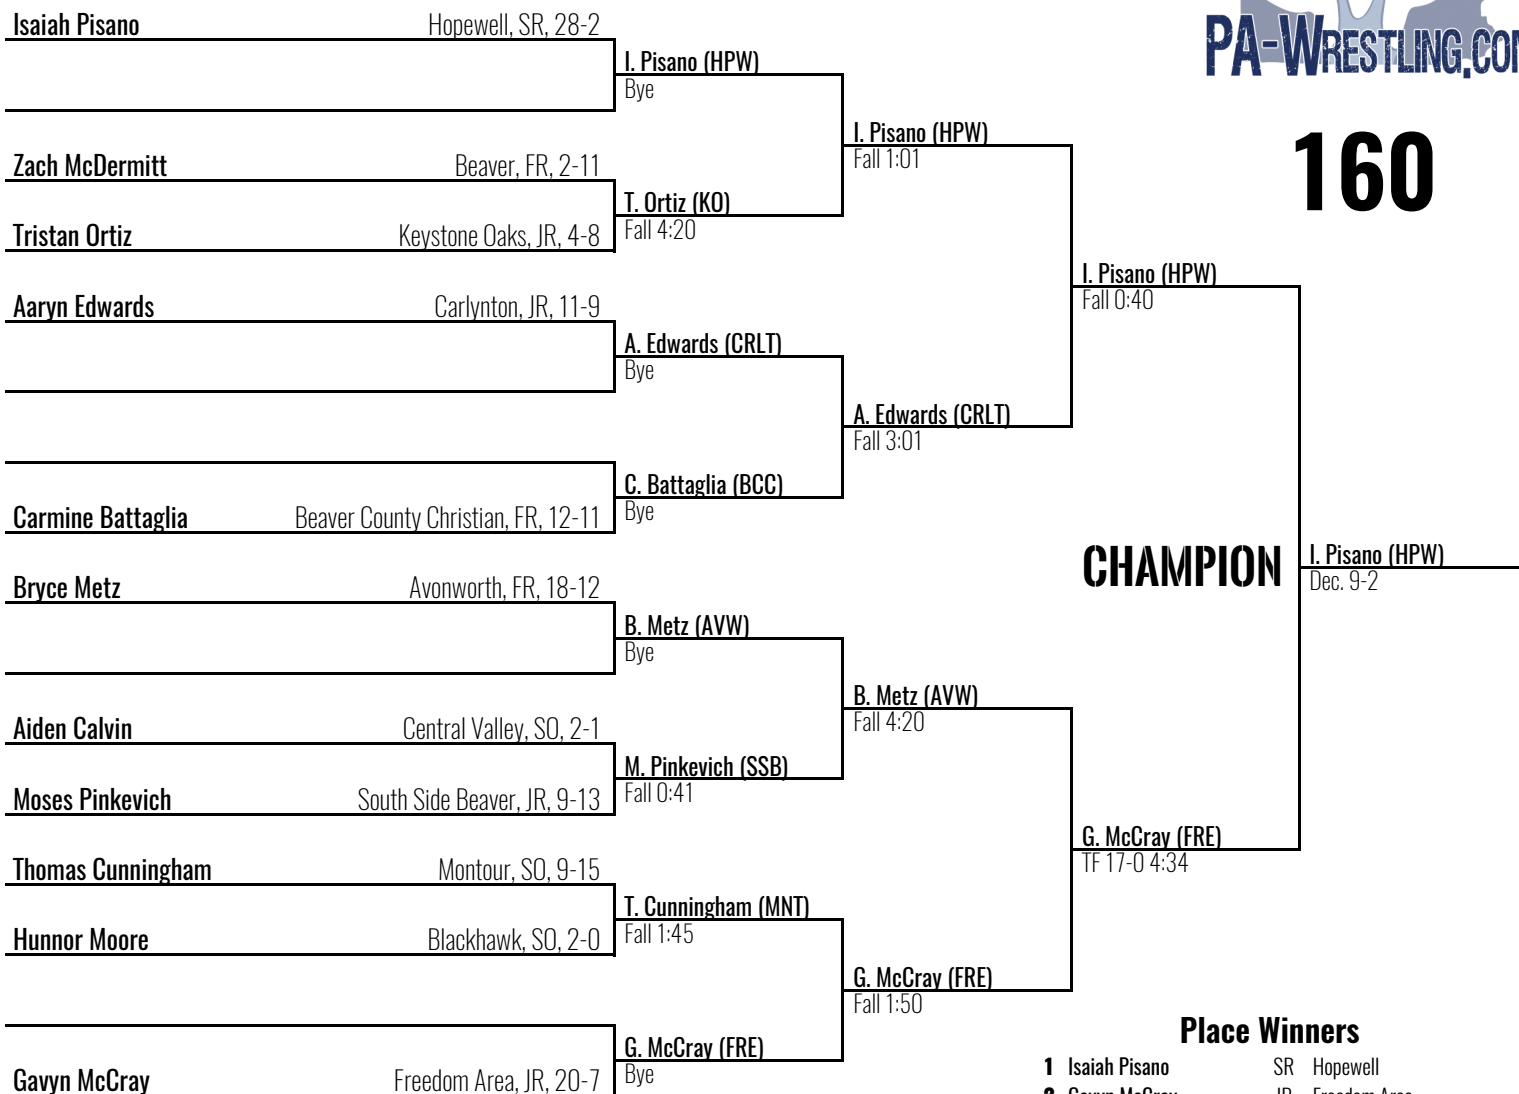 Isaiah Pisano Hopewell, SR, 28-2
I. Pisano (HPW)
Bye
PA-WRESTLING.COM
I. Pisano (HPW)
Fall 1:01
160
Zach McDermitt Beaver, FR, 2-11
T. Ortiz (KO)
Fall 4:20
Tristan Ortiz Keystone Oaks, JR, 4-8
I. Pisano (HPW)
Fall 0:40
Aaryn Edwards Carlynton, JR, 11-9
A. Edwards (CRLT)
Bye
A. Edwards (CRLT)
Fall 3:01
C. Battaglia (BCC)
Bye
Carmine Battaglia Beaver County Christian, FR, 12-11
CHAMPION
I. Pisano (HPW)
Dec. 9-2
Bryce Metz Avonworth, FR, 18-12
B. Metz (AVW)
Bye
B. Metz (AVW)
Fall 4:20
Aiden Calvin Central Valley, SO, 2-1
M. Pinkevich (SSB)
Fall 0:41
Moses Pinkevich South Side Beaver, JR, 9-13
G. McCray (FRE)
TF 17-0 4:34
Thomas Cunningham Montour, SO, 9-15
T. Cunningham (MNT)
Fall 1:45
Hunnor Moore Blackhawk, SO, 2-0
G. McCray (FRE)
Fall 1:50
G. McCray (FRE)
Bye
Gavyn McCray Freedom Area, JR, 20-7
Place Winners
1 Isaiah Pisano SR Hopewell
2 Gavyn McCray JR Freedom Area